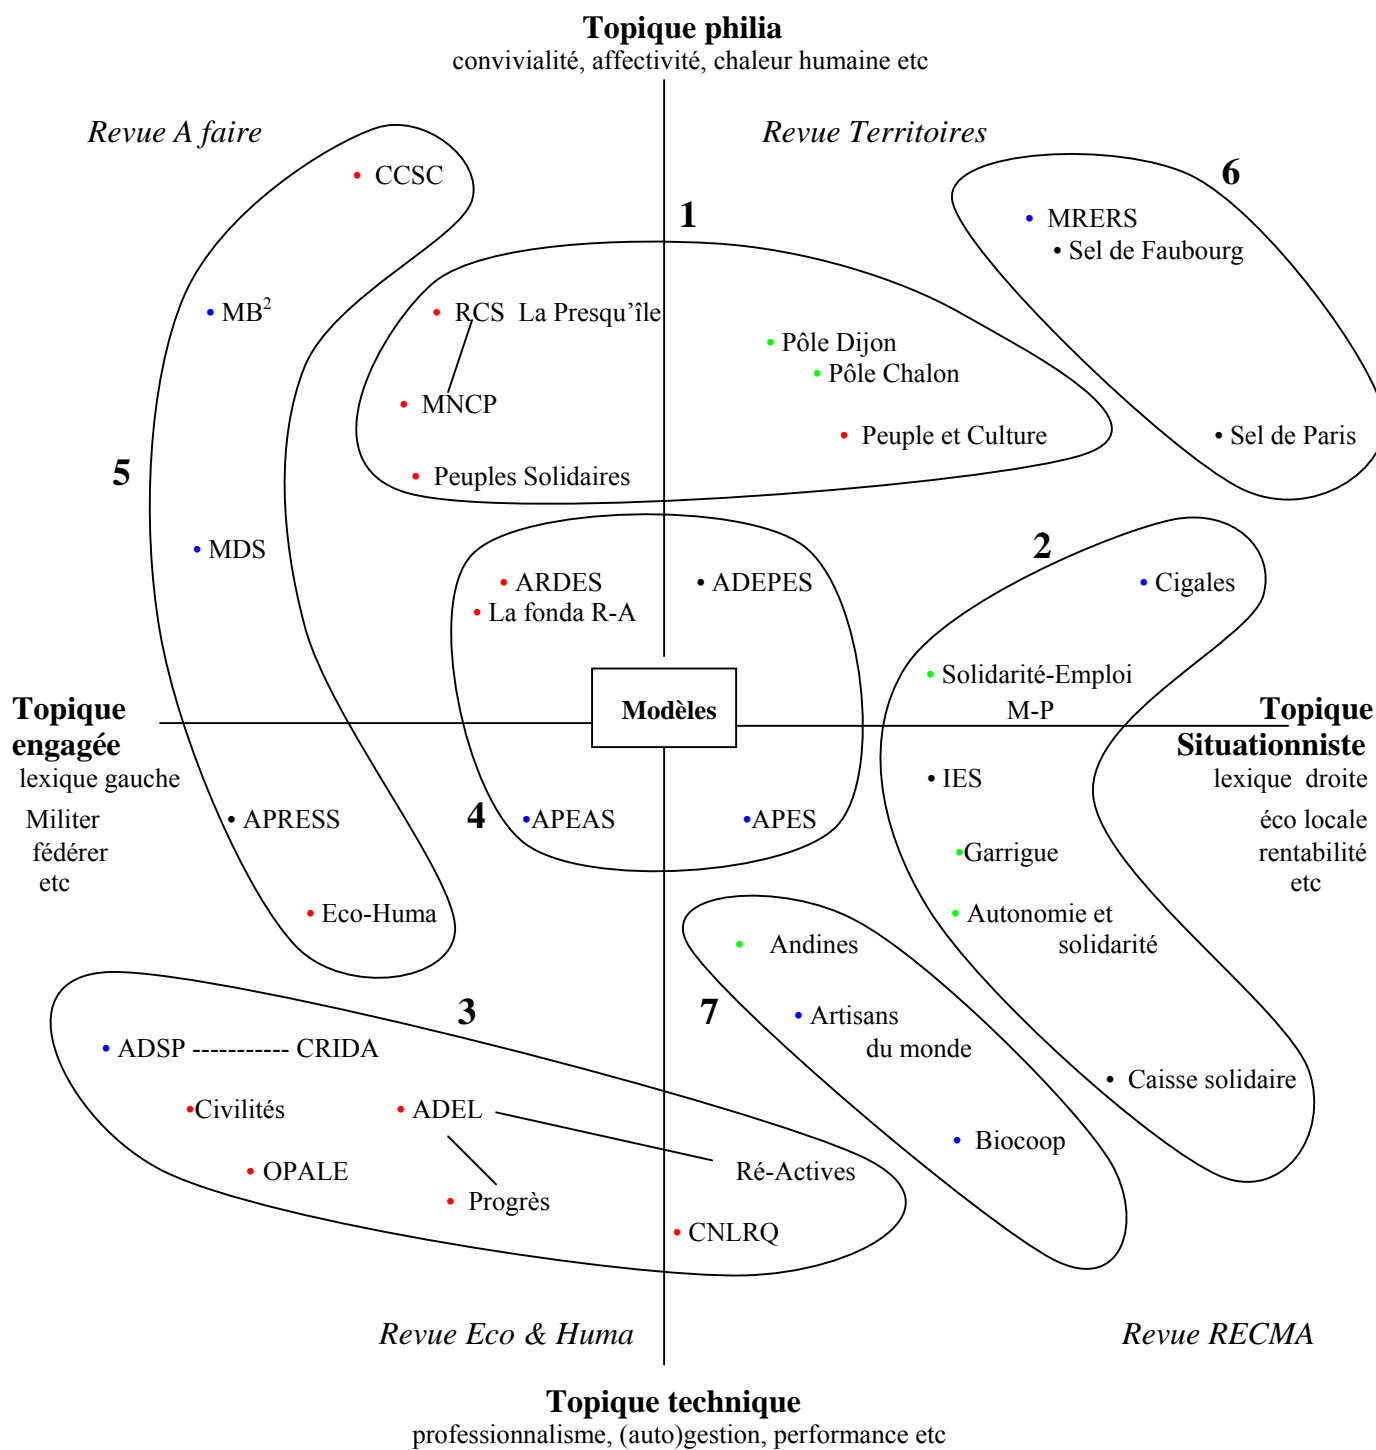 Topique philia
convivialité, affectivité, chaleur humaine etc
Revue A faire
Revue Territoires
CCSC
6
1
MRERS
Sel de Faubourg
MB²
RCS La Presqu'île
Pôle Dijon
Pôle Chalon
MNCP
Peuple et Culture
Sel de Paris
5
Peuples Solidaires
2
MDS
ARDES
ADEPES
Cigales
La fonda R-A
Solidarité-Emploi
M-P
Modèles
Topique
engagée
lexique gauche
Militer
fédérer
etc
Topique
Situationniste
lexique droite
éco locale
rentabilité
etc
IES
4
APRESS
APEAS
APES
Garrigue
Eco-Huma
Autonomie et
solidarité
Andines
3
7
Artisans
du monde
ADSP ----------- CRIDA
Caisse solidaire
Civilités
ADEL
Biocoop
OPALE
Ré-Actives
Progrès
CNLRQ
Revue Eco & Huma
Revue RECMA
Topique technique
professionnalisme, (auto)gestion, performance etc